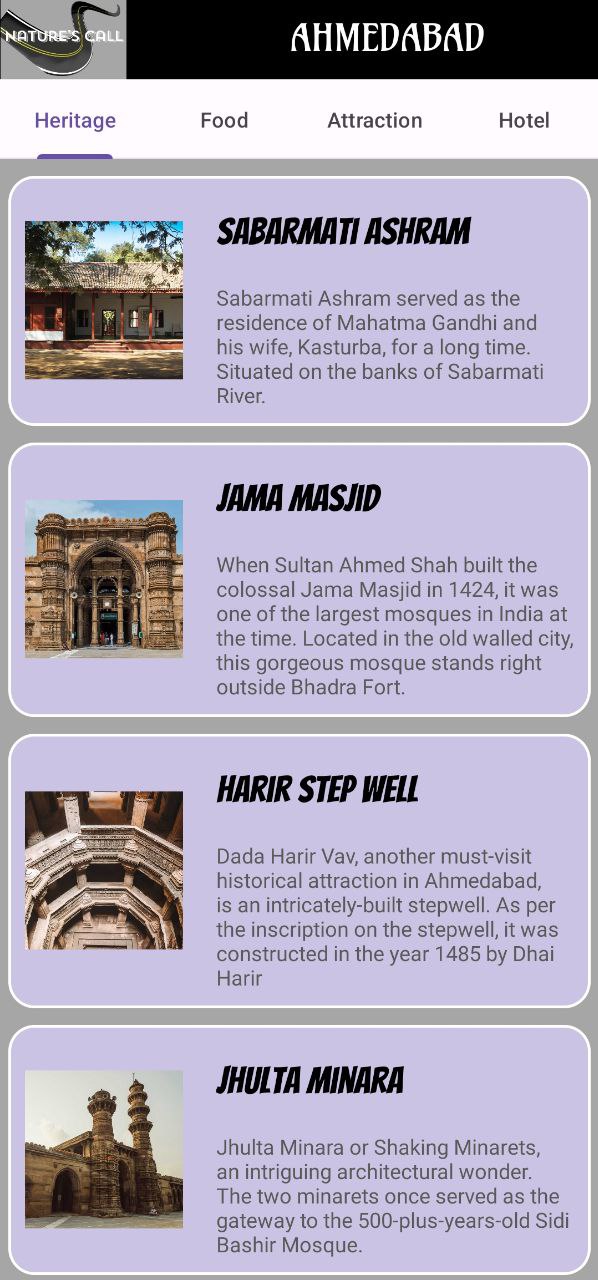 NATURE'S CALL
AHMEDABAD
Heritage
Food
Attraction
Hotel
SABARMATI ASHRAM
Sabarmati Ashram served as the
residence of Mahatma Gandhi and
his wife, Kasturba, for a long time.
Situated on the banks of Sabarmati
River.
JAMA MASJID
When Sultan Ahmed Shah built the
colossal Jama Masjid in 1424, it was
one of the largest mosques in India at
the time. Located in the old walled city,
this gorgeous mosque stands right
outside Bhadra Fort.
HARIR STEP WELL
Dada Harir Vav, another must-visit
historical attraction in Ahmedabad,
is an intricately-built stepwell. As per
the inscription on the stepwell, it was
constructed in the year 1485 by Dhai
Harir
JHULTA MINARA
Jhulta Minara or Shaking Minarets,
an intriguing architectural wonder.
The two minarets once served as the
gateway to the 500-plus-years-old Sidi
Bashir Mosque.